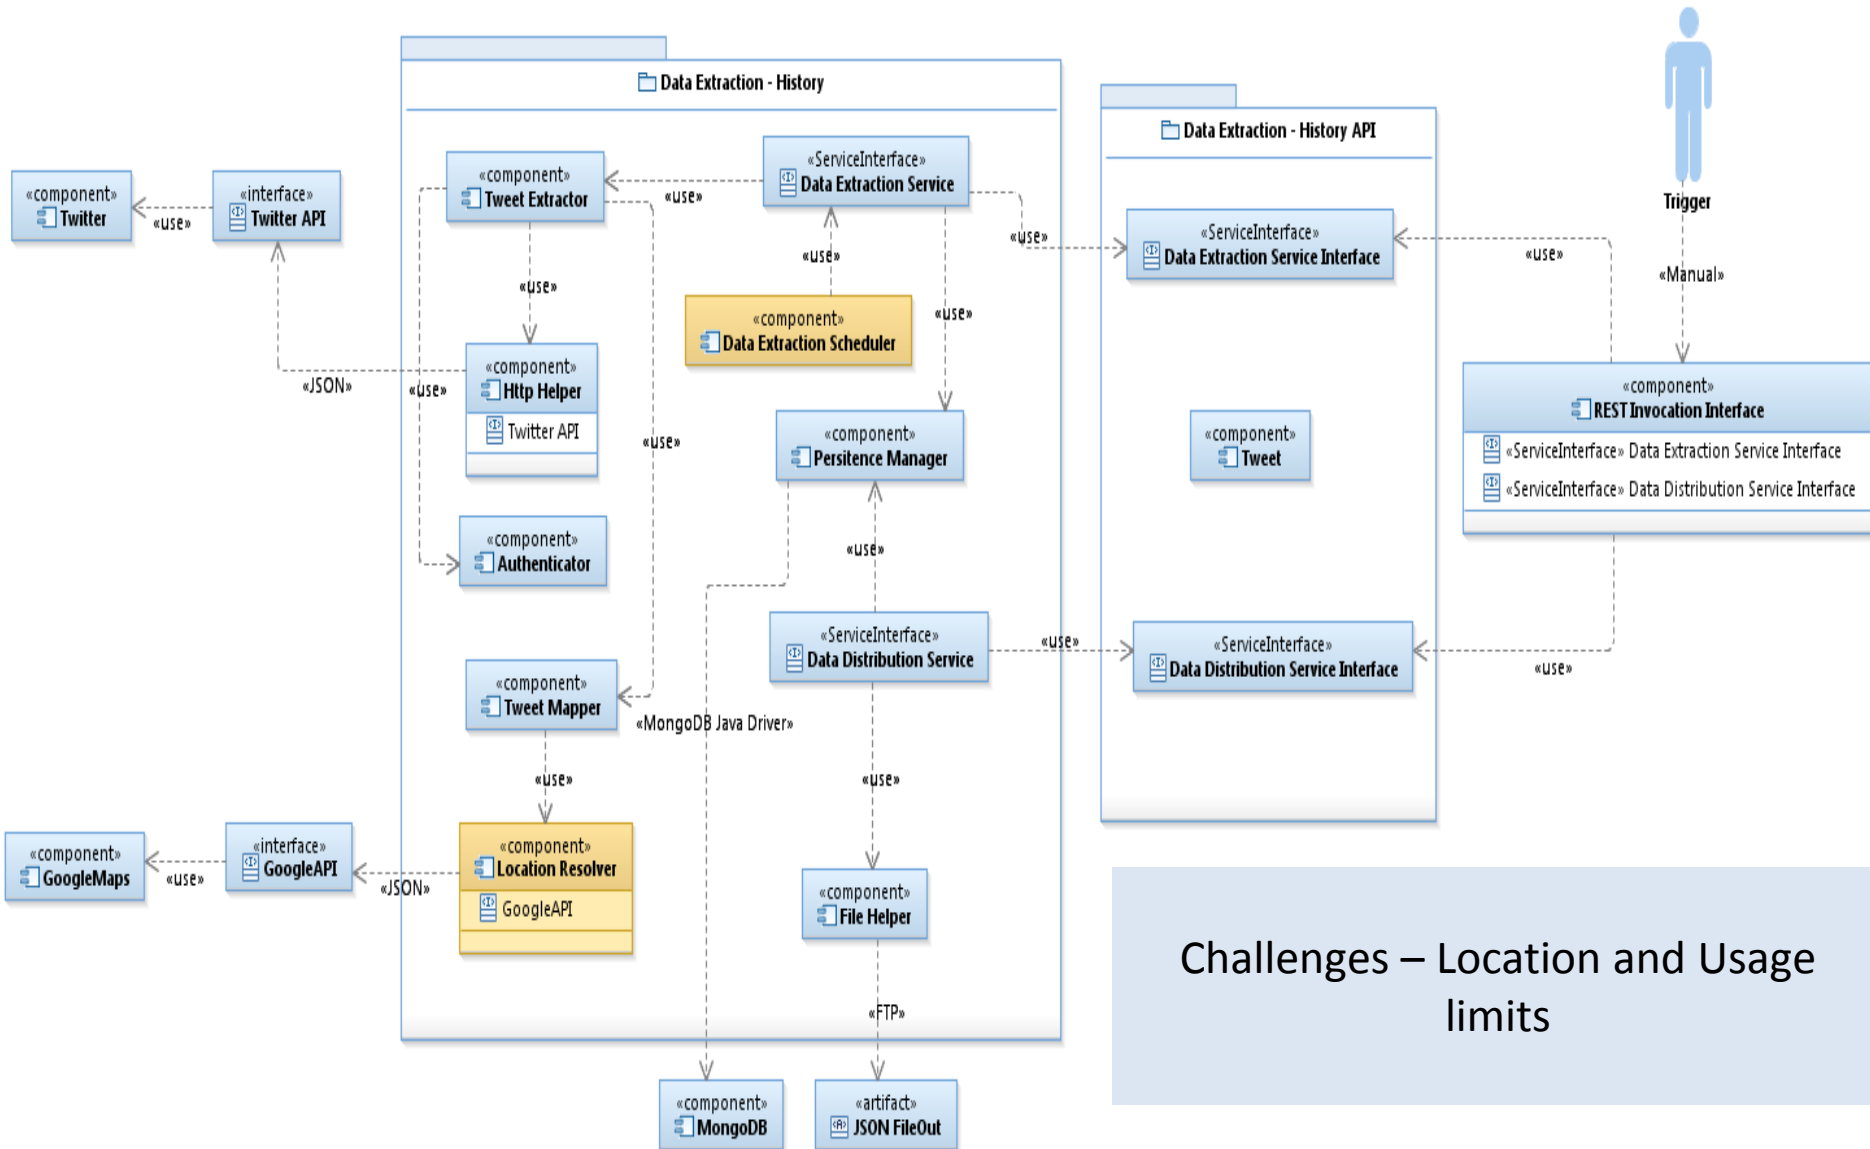 Data Extraction - History
Data Extraction - History API
Trigger
«Manual»
«component»
Twitter
«use»
«interface»
Twitter API
«JSON»
«component»
Tweet Extractor
«use»
«ServiceInterface»
Data Extraction Service
«use»
«ServiceInterface»
Data Extraction Service Interface
«use»
«use»
«use»
«component»
Data Extraction Scheduler
«use»
«component»
Http Helper
Twitter API
«use»
«use»
«component»
Persitence Manager
«component»
Tweet
«component»
REST Invocation Interface
«ServiceInterface» Data Extraction Service Interface
«ServiceInterface» Data Distribution Service Interface
«component»
Authenticator
«use»
«ServiceInterface»
Data Distribution Service
«use»
«ServiceInterface»
Data Distribution Service Interface
«use»
«component»
Tweet Mapper
«MongoDB Java Driver»
«use»
«use»
«component»
GoogleMaps
«use»
«interface»
GoogleAPI
«JSON»
«component»
Location Resolver
GoogleAPI
«component»
File Helper
«FTP»
«component»
MongoDB
«artifact»
JSON FileOut
Challenges – Location and Usage
limits